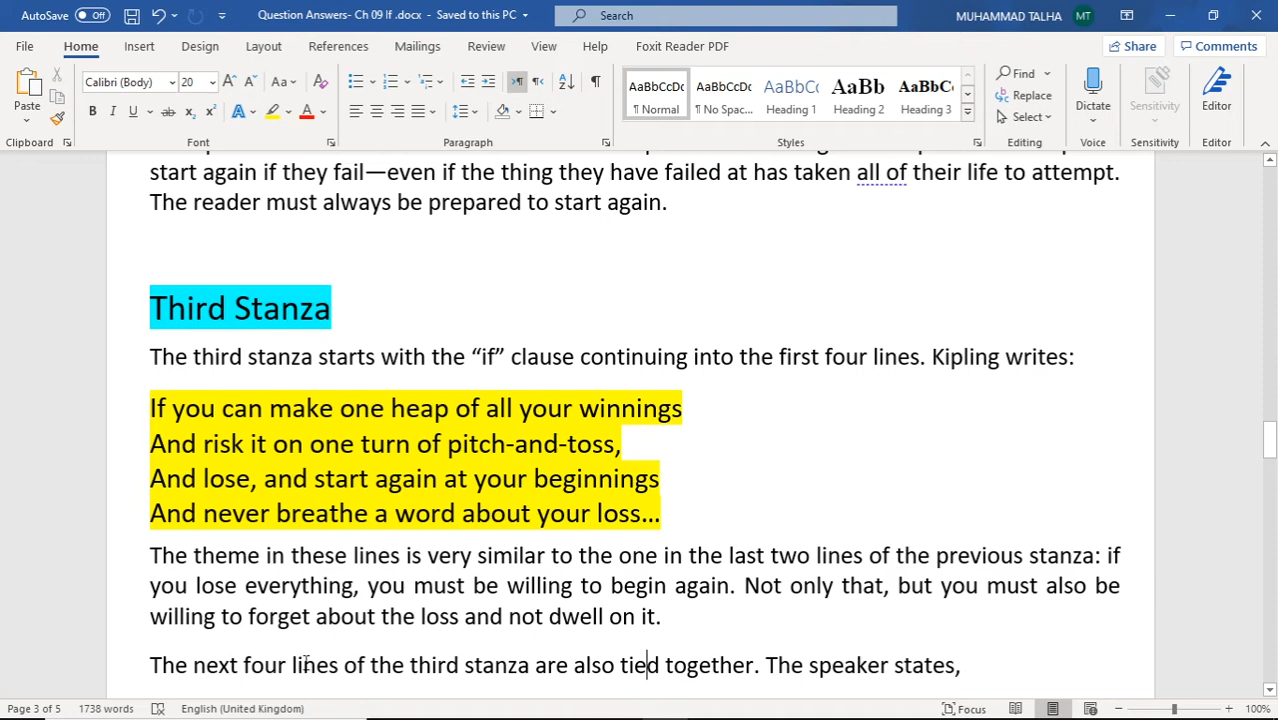 AutoSave Off Question Answers- Ch 09 If .docx - Saved to this PC Search MUHAMMAD TALHA MT
File Home Insert Design Layout References Mailings Review View Help Foxit Reader PDF Share Comments
Calibri (Body) 20 A A Aa A AaBbCcDc AaBbCcDc AaBbCc AaBb AaBbCc Find
Paste B I U ab x₂ x² A A ¶ Normal ¶ No Spac... Heading 1 Heading 2 Heading 3 Replace Select Dictate Sensitivity Editor
Clipboard Font Paragraph Styles Editing Voice Sensitivity Editor
start again if they fail—even if the thing they have failed at has taken all of their life to attempt.
The reader must always be prepared to start again.
Third Stanza
The third stanza starts with the “if” clause continuing into the first four lines. Kipling writes:
If you can make one heap of all your winnings
And risk it on one turn of pitch-and-toss,
And lose, and start again at your beginnings
And never breathe a word about your loss...
The theme in these lines is very similar to the one in the last two lines of the previous stanza: if
you lose everything, you must be willing to begin again. Not only that, but you must also be
willing to forget about the loss and not dwell on it.
The next four lines of the third stanza are also tied together. The speaker states,
Page 3 of 5 1738 words English (United Kingdom) Focus 100%